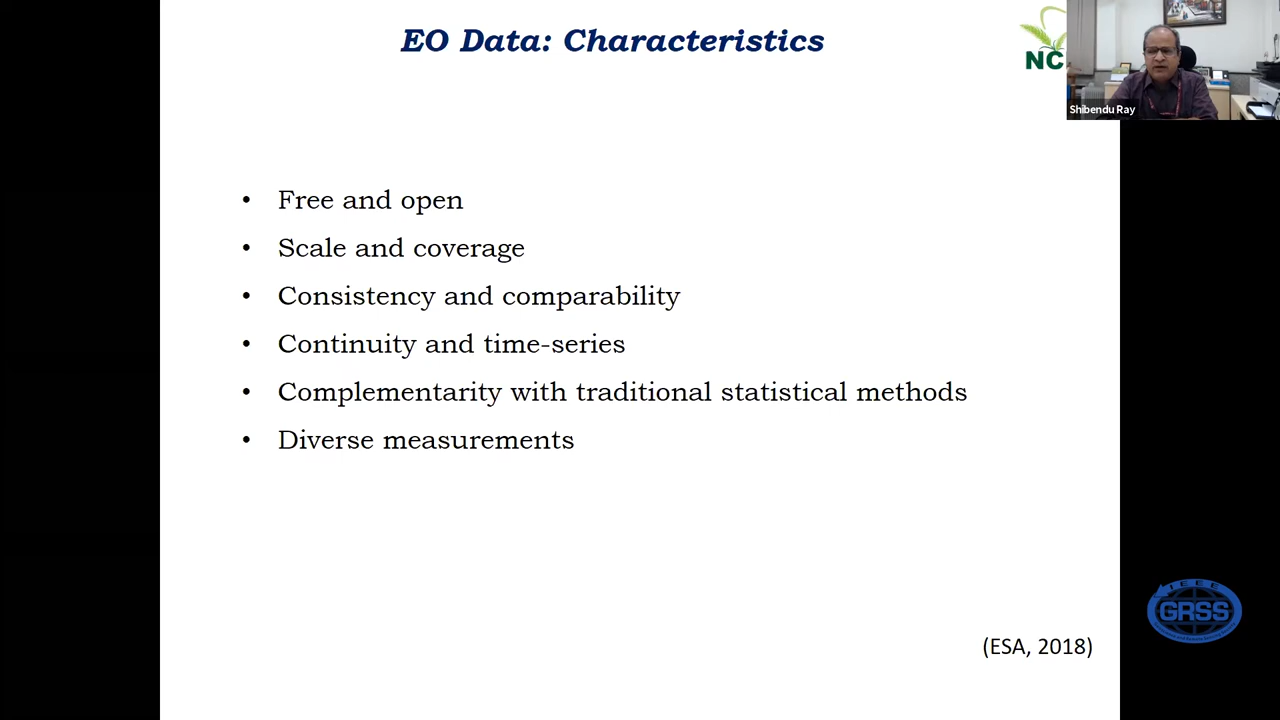 EO Data: Characteristics
NC
Shibendu Ray
• Free and open
• Scale and coverage
• Consistency and comparability
• Continuity and time-series
• Complementarity with traditional statistical methods
• Diverse measurements
IEEE
GRSS
(ESA, 2018)